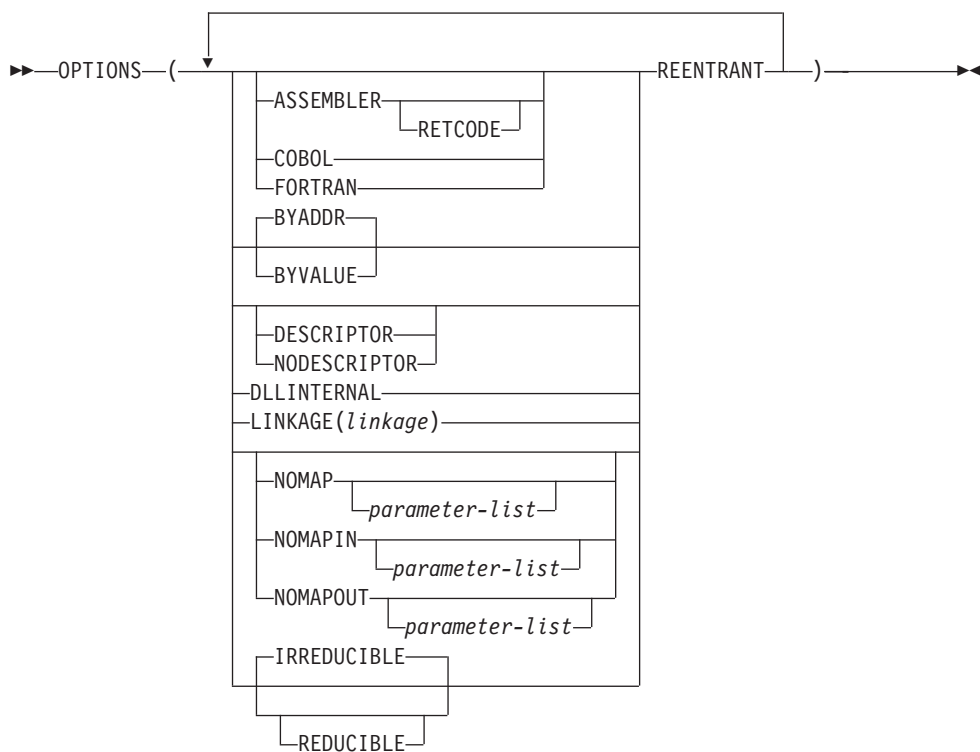 OPTIONS ( REENTRANT )
ASSEMBLER
RETCODE
COBOL
FORTRAN
BYADDR
BYVALUE
DESCRIPTOR
NODESCRIPTOR
DLLINTERNAL
LINKAGE(linkage)
NOMAP
parameter-list
NOMAPIN
parameter-list
NOMAPOUT
parameter-list
IRREDUCIBLE
REDUCIBLE